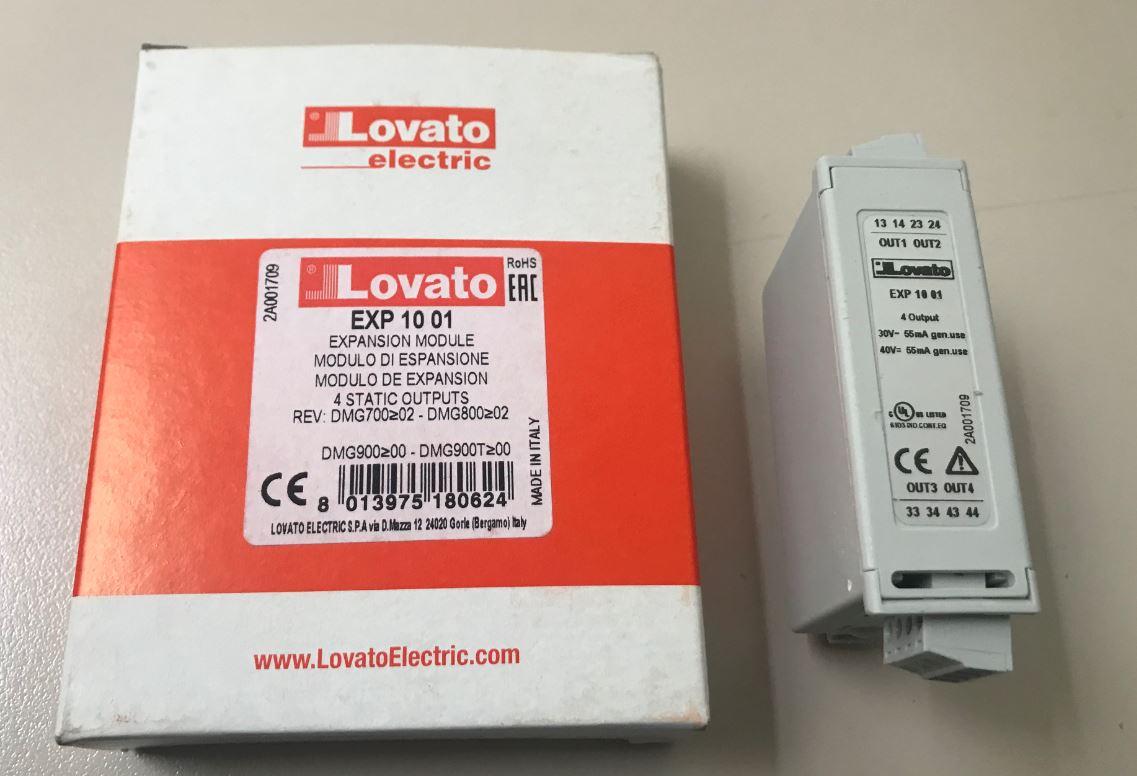 Lovato
electric
2A001709
® Lovato
RoHS
EAC
EXP 10 01
EXPANSION MODULE
MODULO DI ESPANSIONE
MODULO DE EXPANSION
4 STATIC OUTPUTS
REV: DMG700≥02 - DMG800≥02
DMG900≥00 - DMG900T≥00
CE
8 013975 180624
MADE IN ITALY
LOVATO ELECTRIC S.P.A via D.Mazza 12 24020 Gorle (Bergamo) Italy
www.LovatoElectric.com
13 14 23 24
OUT1 OUT2
Lovato
EXP 10 01
4 Output
30V~ 55mA gen.use
40V= 55mA gen.use
C UL US LISTED
2A001709
CE
OUT3 OUT4
33 34 43 44